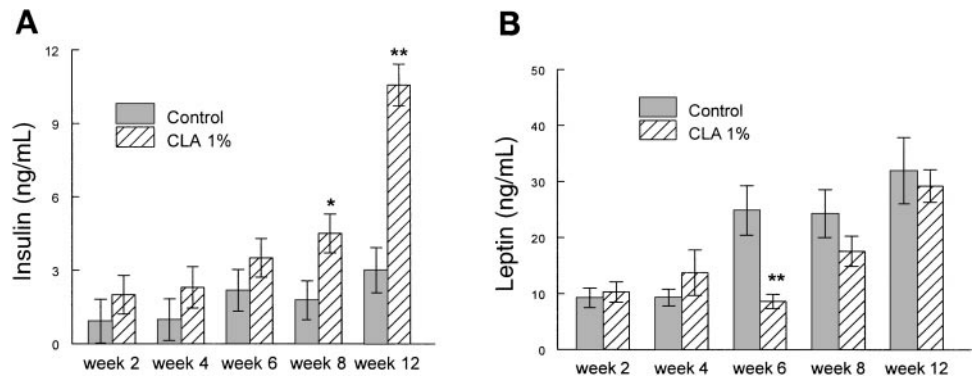 A
Insulin (ng/mL)
12
9
6
3
0
Control
CLA 1%
*
**
week 2 week 4 week 6 week 8 week 12
B
Leptin (ng/mL)
50
40
30
20
10
0
Control
CLA 1%
**
week 2 week 4 week 6 week 8 week 12